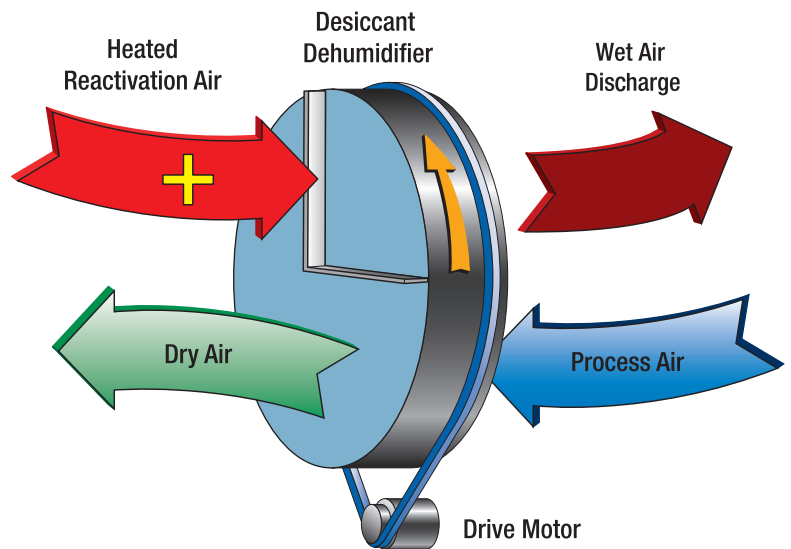 Desiccant
Dehumidifier
Heated
Reactivation Air
Wet Air
Discharge
Dry Air
Process Air
Drive Motor